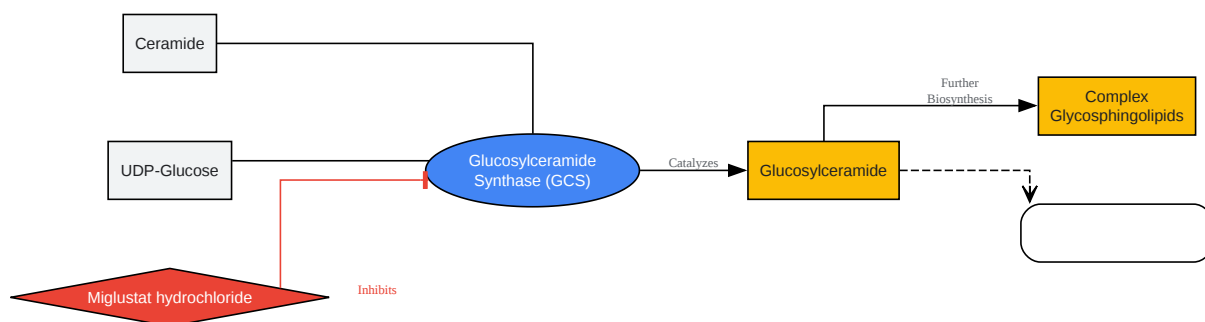 Ceramide
Further
Biosynthesis
Complex
Glycosphingolipids
UDP-Glucose
Glucosylceramide
Synthase (GCS)
Catalyzes
Glucosylceramide
Miglustat hydrochloride
Inhibits